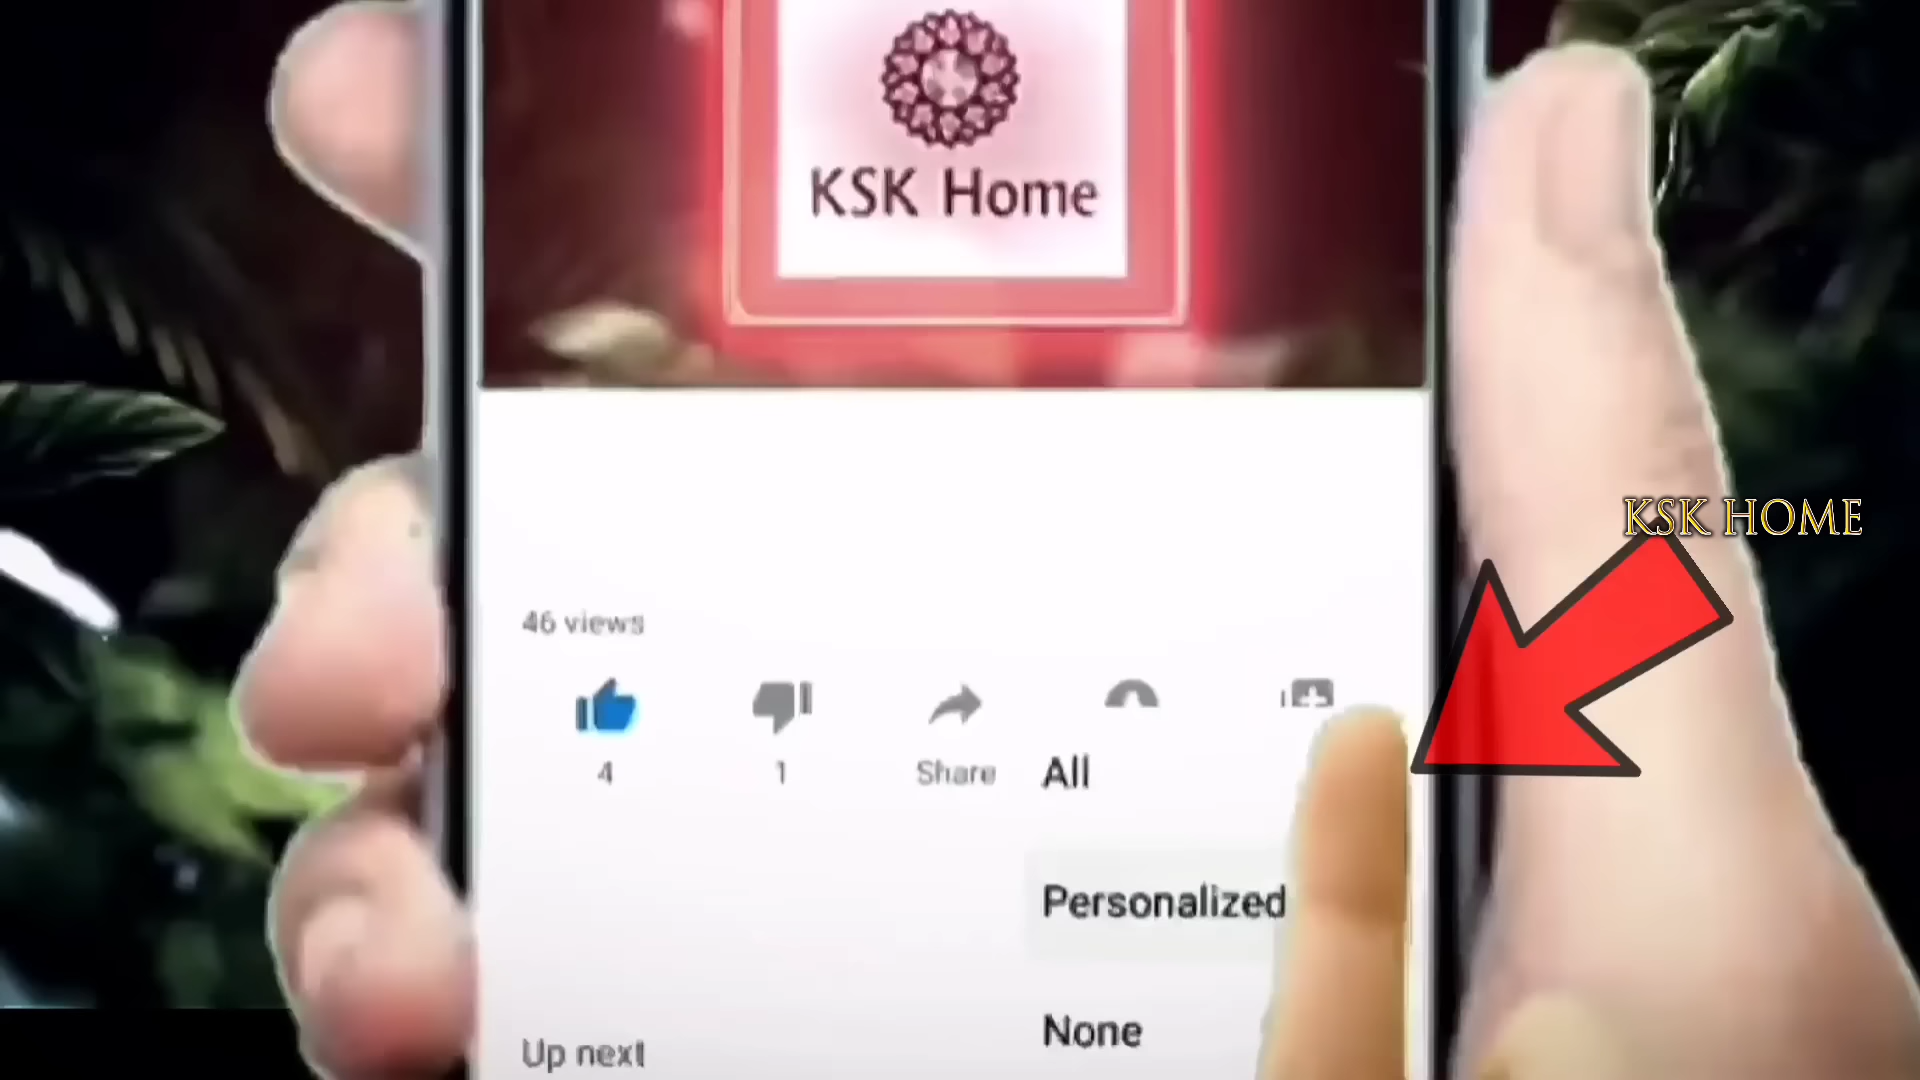 KSK Home
KSK HOME
46 views
4
1
Share
All
Personalized
None
Up next